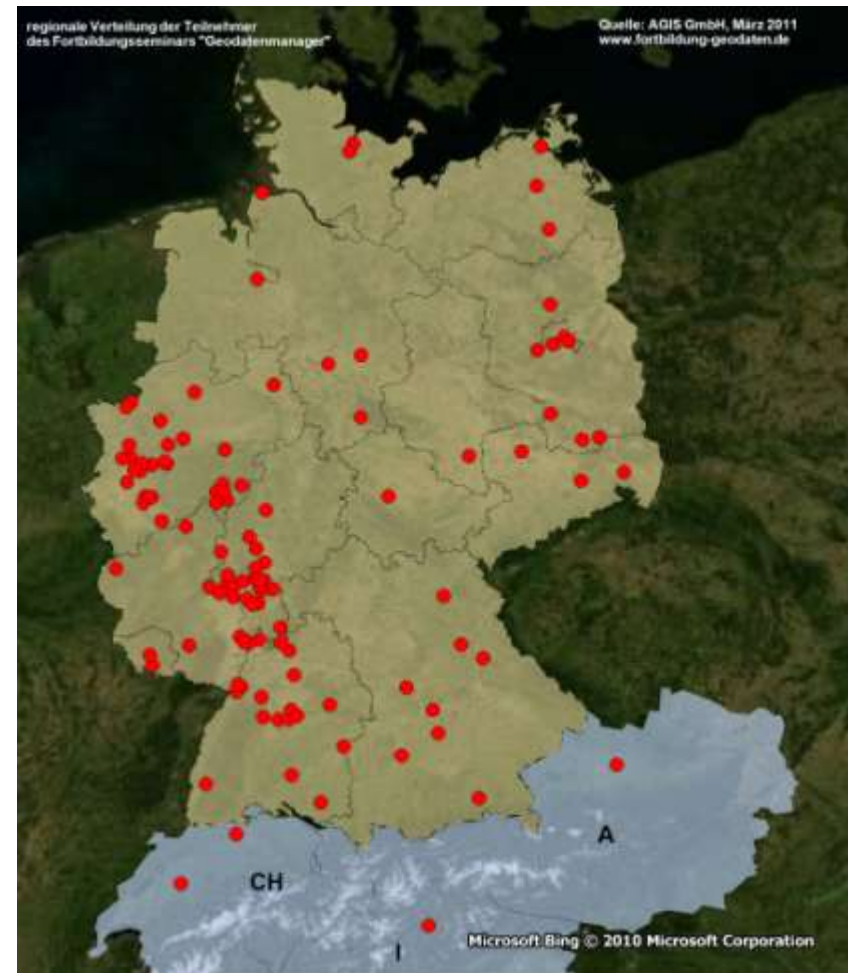 regionale Verteilung der Teilnehmer
des Fortbildungsseminars "Geodatenmanager"
Quelle: AGIS GmbH, März 2011
www.fortbildung-geodaten.de
A
CH
I
Microsoft Bing © 2010 Microsoft Corporation